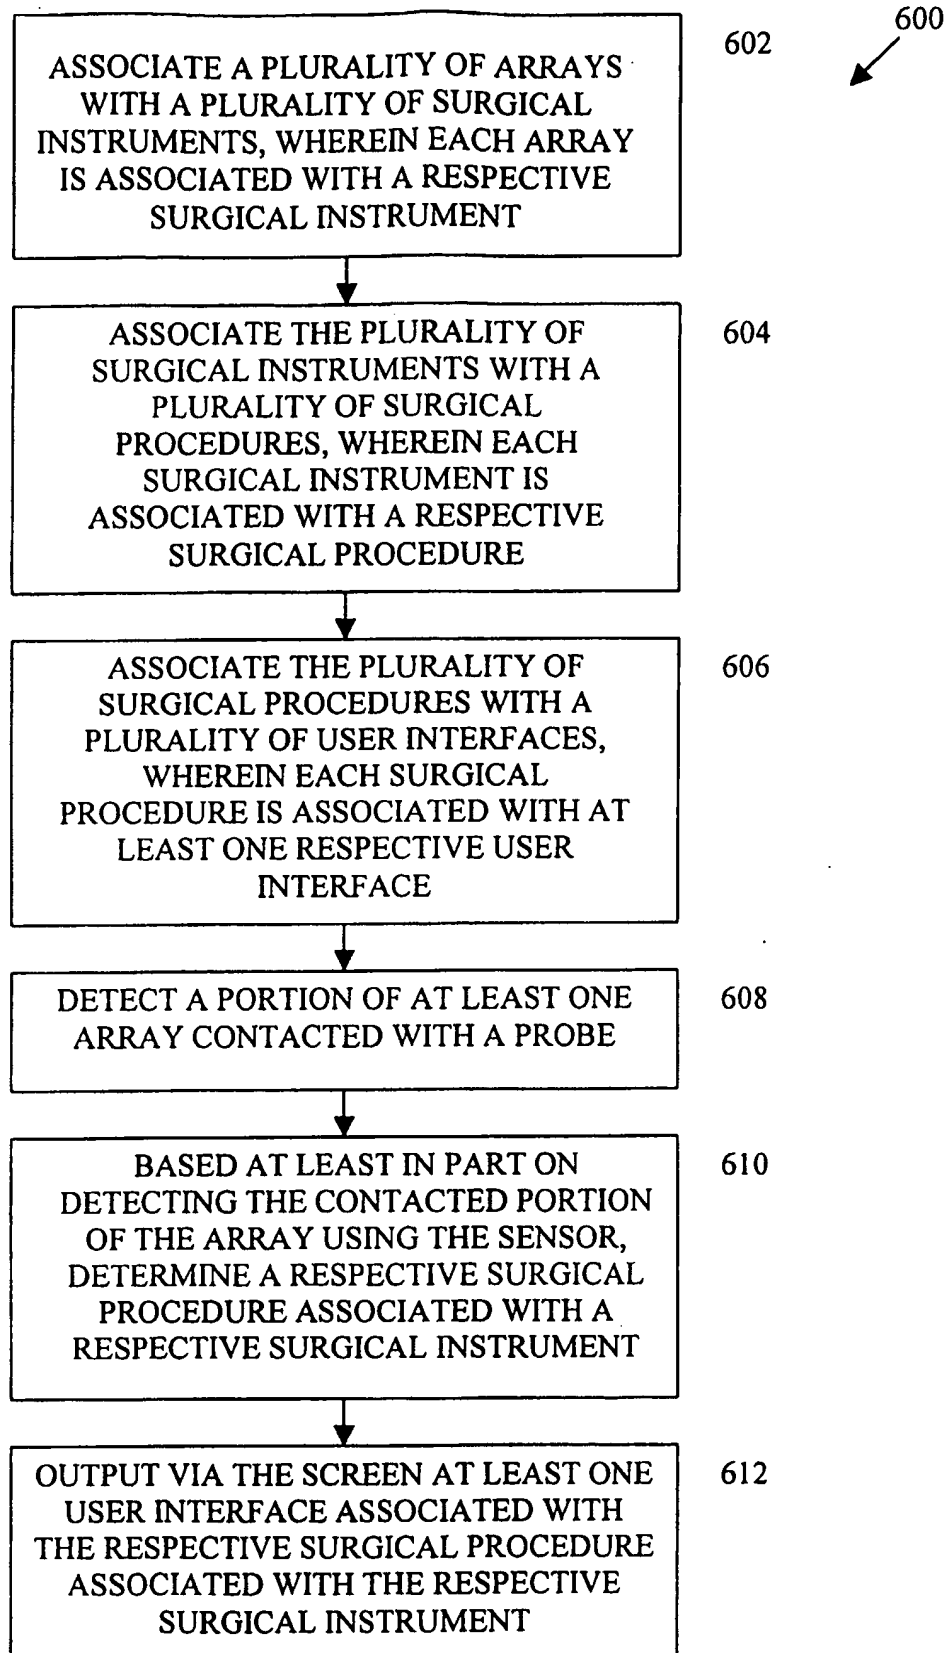 600
602
ASSOCIATE A PLURALITY OF ARRAYS
WITH A PLURALITY OF SURGICAL
INSTRUMENTS, WHEREIN EACH ARRAY
IS ASSOCIATED WITH A RESPECTIVE
SURGICAL INSTRUMENT
604
ASSOCIATE THE PLURALITY OF
SURGICAL INSTRUMENTS WITH A
PLURALITY OF SURGICAL
PROCEDURES, WHEREIN EACH
SURGICAL INSTRUMENT IS
ASSOCIATED WITH A RESPECTIVE
SURGICAL PROCEDURE
606
ASSOCIATE THE PLURALITY OF
SURGICAL PROCEDURES WITH A
PLURALITY OF USER INTERFACES,
WHEREIN EACH SURGICAL
PROCEDURE IS ASSOCIATED WITH AT
LEAST ONE RESPECTIVE USER
INTERFACE
608
DETECT A PORTION OF AT LEAST ONE
ARRAY CONTACTED WITH A PROBE
610
BASED AT LEAST IN PART ON
DETECTING THE CONTACTED PORTION
OF THE ARRAY USING THE SENSOR,
DETERMINE A RESPECTIVE SURGICAL
PROCEDURE ASSOCIATED WITH A
RESPECTIVE SURGICAL INSTRUMENT
612
OUTPUT VIA THE SCREEN AT LEAST ONE
USER INTERFACE ASSOCIATED WITH
THE RESPECTIVE SURGICAL PROCEDURE
ASSOCIATED WITH THE RESPECTIVE
SURGICAL INSTRUMENT